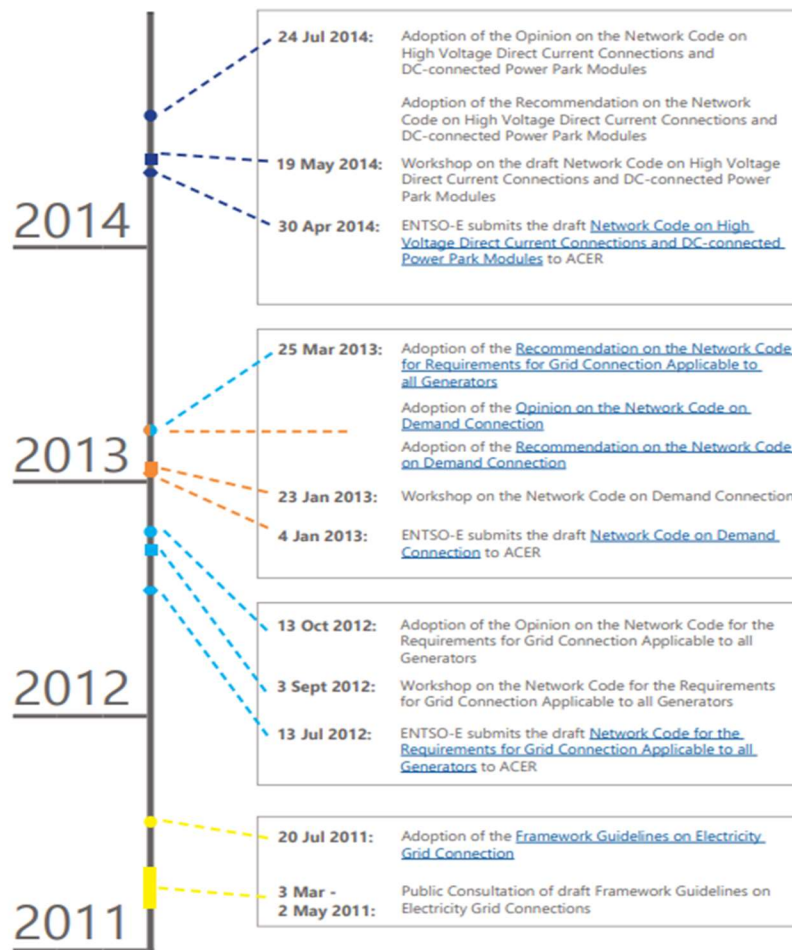 2014
24 Jul 2014: Adoption of the Opinion on the Network Code on
High Voltage Direct Current Connections and
DC-connected Power Park Modules
Adoption of the Recommendation on the Network
Code on High Voltage Direct Current Connections and
DC-connected Power Park Modules
19 May 2014: Workshop on the draft Network Code on High Voltage
Direct Current Connections and DC-connected Power
Park Modules
30 Apr 2014: ENTSO-E submits the draft Network Code on High
Voltage Direct Current Connections and DC-connected
Power Park Modules to ACER
2013
25 Mar 2013: Adoption of the Recommendation on the Network Code
for Requirements for Grid Connection Applicable to
all Generators
Adoption of the Opinion on the Network Code on
Demand Connection
Adoption of the Recommendation on the Network Code
on Demand Connection
23 Jan 2013: Workshop on the Network Code on Demand Connection
4 Jan 2013: ENTSO-E submits the draft Network Code on Demand
Connection to ACER
2012
13 Oct 2012: Adoption of the Opinion on the Network Code for the
Requirements for Grid Connection Applicable to all
Generators
3 Sept 2012: Workshop on the Network Code for the Requirements
for Grid Connection Applicable to all Generators
13 Jul 2012: ENTSO-E submits the draft Network Code for the
Requirements for Grid Connection Applicable to all
Generators to ACER
2011
20 Jul 2011: Adoption of the Framework Guidelines on Electricity
Grid Connection
3 Mar - Public Consultation of draft Framework Guidelines on
2 May 2011: Electricity Grid Connections